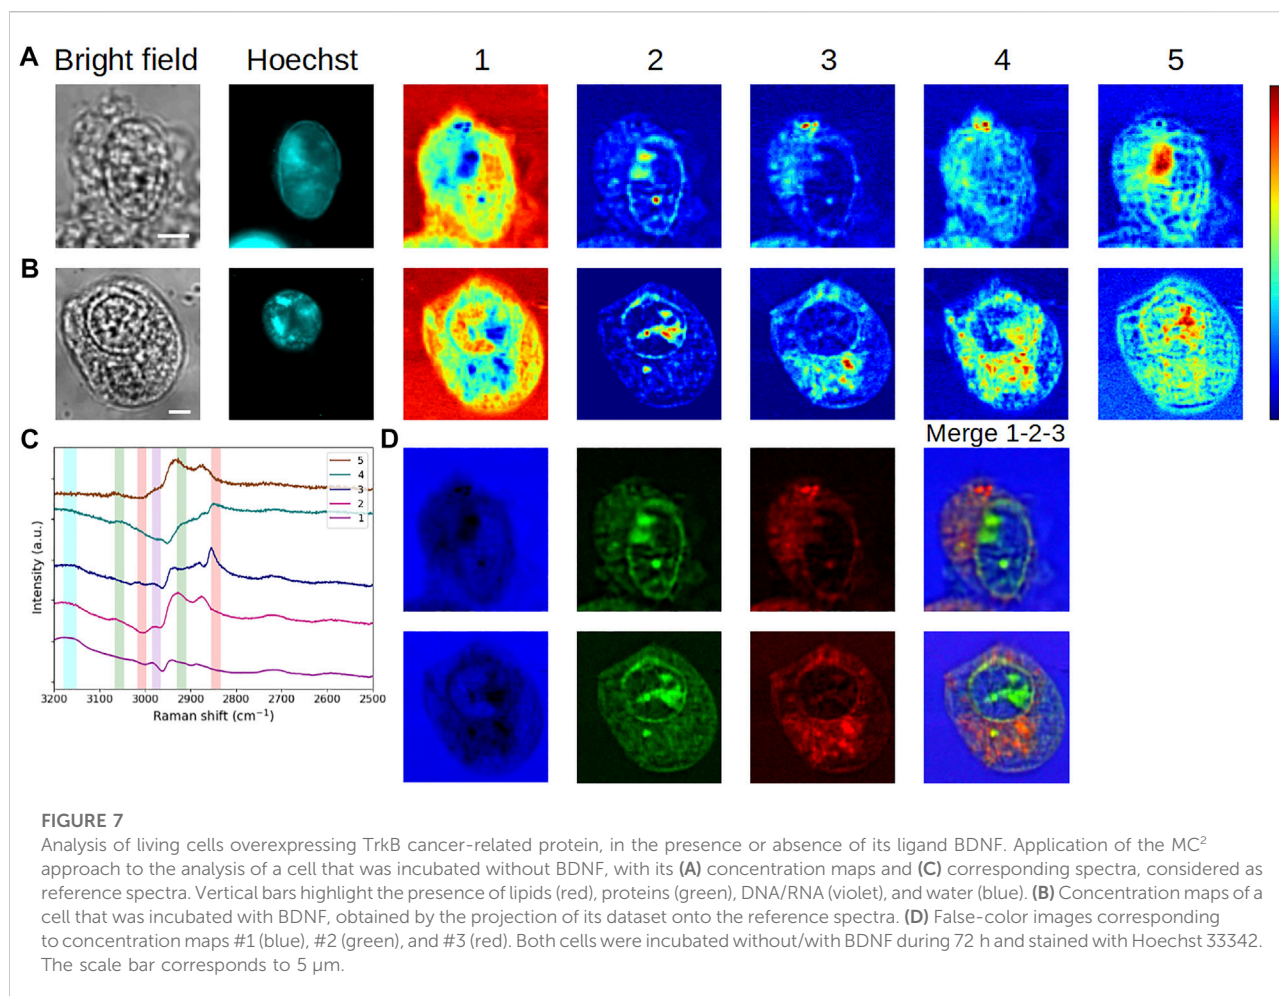 A Bright field Hoechst 1 2 3 4 5
B
C D Merge 1-2-3
5
4
3
2
1
Intensity (a.u.)
3200 3100 3000 2900 2800 2700 2600 2500
Raman shift (cm⁻¹)
FIGURE 7
Analysis of living cells overexpressing TrkB cancer-related protein, in the presence or absence of its ligand BDNF. Application of the MC²
approach to the analysis of a cell that was incubated without BDNF, with its (A) concentration maps and (C) corresponding spectra, considered as
reference spectra. Vertical bars highlight the presence of lipids (red), proteins (green), DNA/RNA (violet), and water (blue). (B) Concentration maps of a
cell that was incubated with BDNF, obtained by the projection of its dataset onto the reference spectra. (D) False-color images corresponding
to concentration maps #1 (blue), #2 (green), and #3 (red). Both cells were incubated without/with BDNF during 72 h and stained with Hoechst 33342.
The scale bar corresponds to 5 μm.